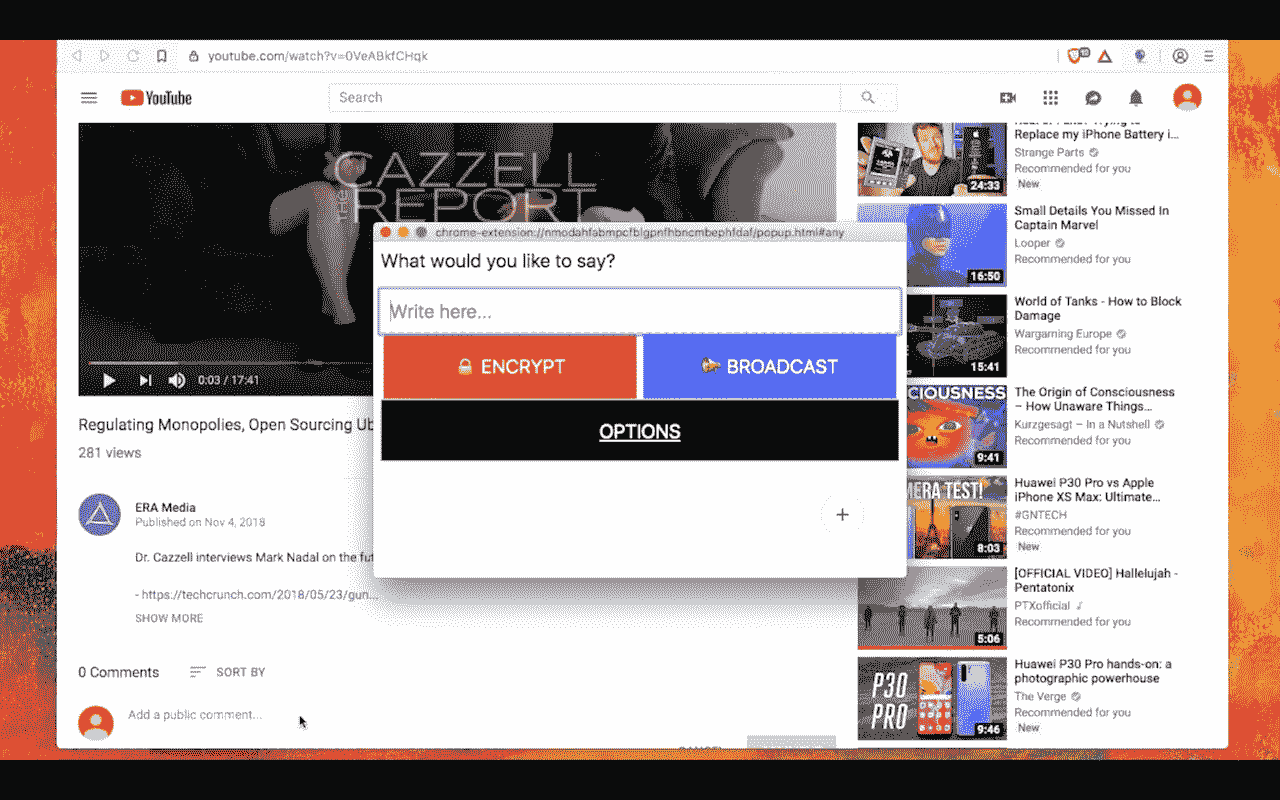 youtube.com/watch?v=0VeABkfCHqk
YouTube
Search
CAZZELL
THE
REPORT
0:03 / 17:41
Regulating Monopolies, Open Sourcing Ub
281 views
ERA Media
Published on Nov 4, 2018
Dr. Cazzell interviews Mark Nadal on the fut
- https://techcrunch.com/2018/05/23/gun...
SHOW MORE
0 Comments
SORT BY
Add a public comment...
chrome-extension://nmodahfabmpcfblgpnfhbncmbephfdaf/popup.html#any
What would you like to say?
Write here...
ENCRYPT
BROADCAST
OPTIONS
+
Replace my iPhone Battery i...
Strange Parts
Recommended for you
New
24:33
Small Details You Missed In
Captain Marvel
Looper
Recommended for you
16:50
World of Tanks - How to Block
Damage
Wargaming Europe
Recommended for you
15:41
CIOUSNESS
The Origin of Consciousness
– How Unaware Things...
Kurzgesagt – In a Nutshell
Recommended for you
9:41
MERA TEST!
Huawei P30 Pro vs Apple
iPhone XS Max: Ultimate...
#GNTECH
Recommended for you
New
8:03
[OFFICIAL VIDEO] Hallelujah -
Pentatonix
PTXofficial
Recommended for you
5:06
P30
PRO
Huawei P30 Pro hands-on: a
photographic powerhouse
The Verge
Recommended for you
New
9:46